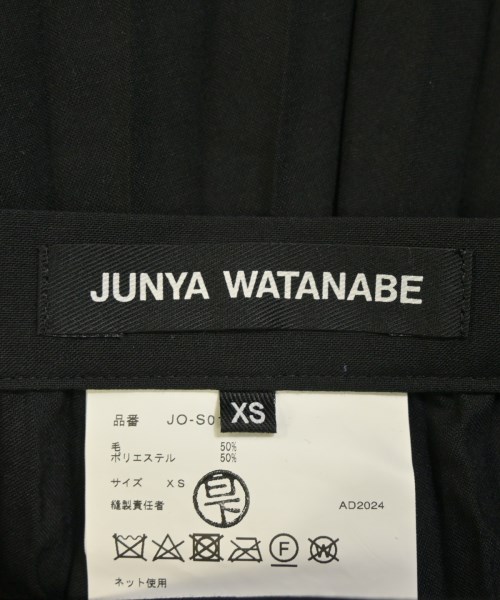 JUNYA WATANABE
XS
品番 JO-S0
毛 50%
ポリエステル 50%
サイズ XS
縫製責任者
AD2024
F
W
ネット使用